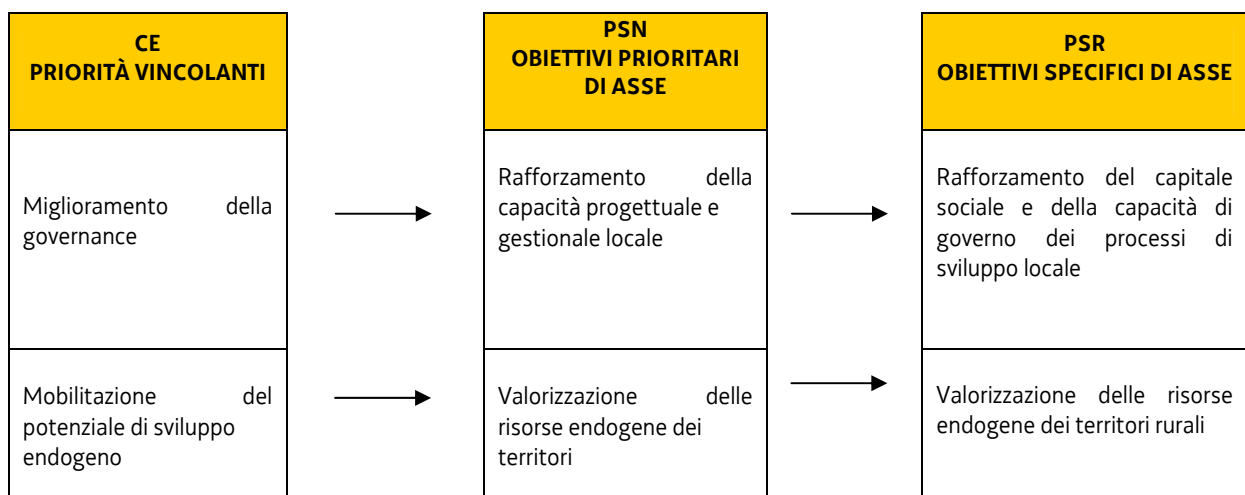 CE
PRIORITÀ VINCOLANTI
PSN
OBIETTIVI PRIORITARI
DI ASSE
PSR
OBIETTIVI SPECIFICI DI ASSE
Miglioramento della
governance
Rafforzamento della
capacità progettuale e
gestionale locale
Rafforzamento del capitale
sociale e della capacità di
governo dei processi di
sviluppo locale
Mobilitazione del
potenziale di sviluppo
endogeno
Valorizzazione delle
risorse endogene dei
territori
Valorizzazione delle risorse
endogene dei territori rurali